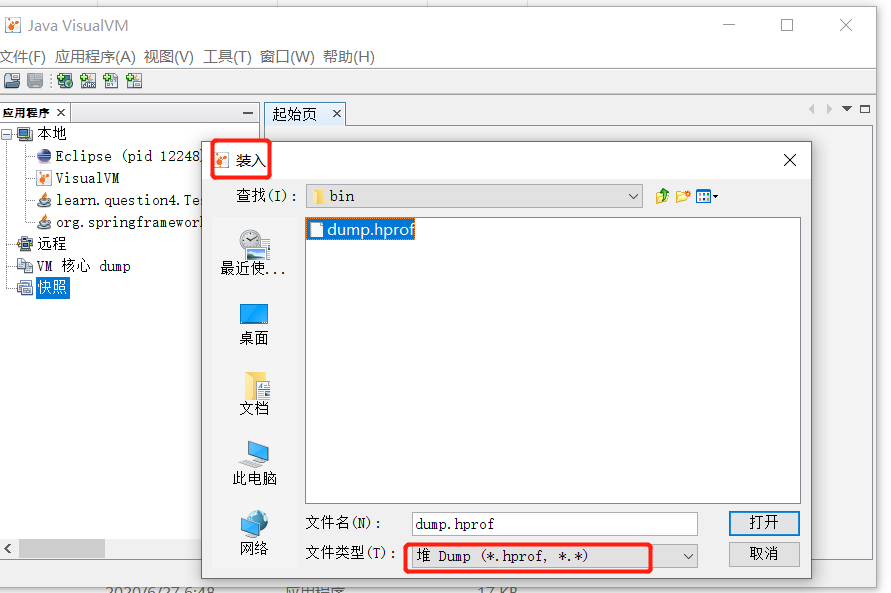 Java VisualVM
文件(F) 应用程序(A) 视图(V) 工具(T) 窗口(W) 帮助(H)
应用程序
起始页
本地
Eclipse (pid 12248)
VisualVM
learn.question4.Te
org.springframework
远程
VM 核心 dump
快照
装入
查找(I): bin
dump.hprof
最近使...
桌面
文档
此电脑
网络
文件名(N): dump.hprof 打开
文件类型(T): 堆 Dump (*.hprof, *.*) 取消
2020/6/27 6:48 应用程序 17 KB